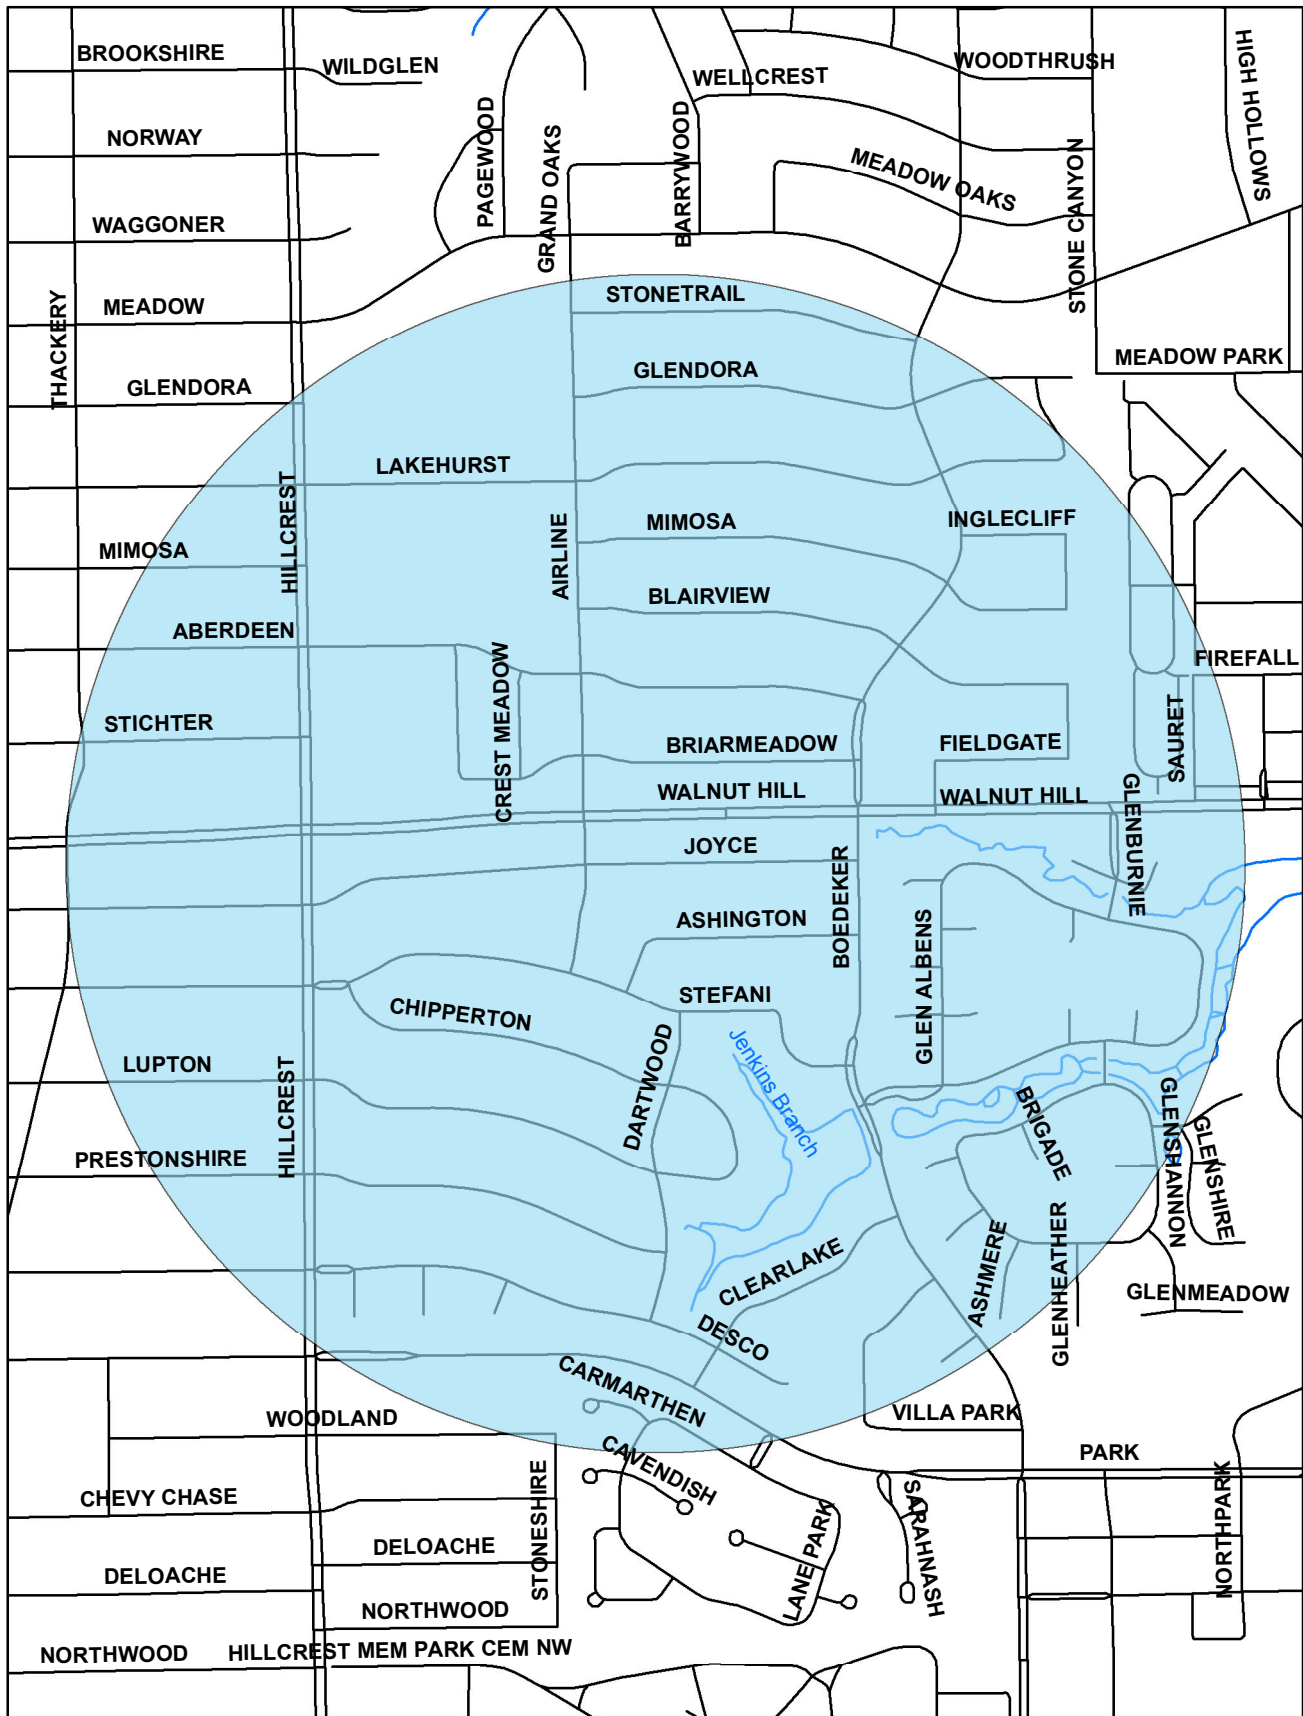 BROOKSHIRE
WILDGLEN
WELLCREST
WOODTHRUSH
HIGH HOLLOWS
NORWAY
PAGEWOOD
GRAND OAKS
BARRYWOOD
MEADOW OAKS
STONE CANYON
WAGGONER
MEADOW
STONETRAIL
THACKERY
GLENDORA
GLENDORA
MEADOW PARK
LAKEHURST
HILLCREST
AIRLINE
MIMOSA
INGLECLIFF
MIMOSA
BLAIRVIEW
ABERDEEN
CREST MEADOW
FIREFALL
STICHTER
BRIARMEADOW
FIELDGATE
SAURET
WALNUT HILL
WALNUT HILL
GLENBURNIE
JOYCE
BOEDEKER
ASHINGTON
GLEN ALBENS
STEFANI
CHIPPERTON
DARTWOOD
Jenkins Branch
LUPTON
HILLCREST
BRIGADE
GLENSHANNON
GLENSHIRE
PRESTONSHIRE
CLEARLAKE
ASHMERE
GLENHEATHER
GLENMEADOW
DESCO
CARMARTHEN
WOODLAND
VILLA PARK
PARK
CAVENDISH
STONESHIRE
CHEVY CHASE
LANE PARK
SARAHNASH
NORTHPARK
DELOACHE
DELOACHE
NORTHWOOD
NORTHWOOD
HILLCREST MEM PARK CEM NW